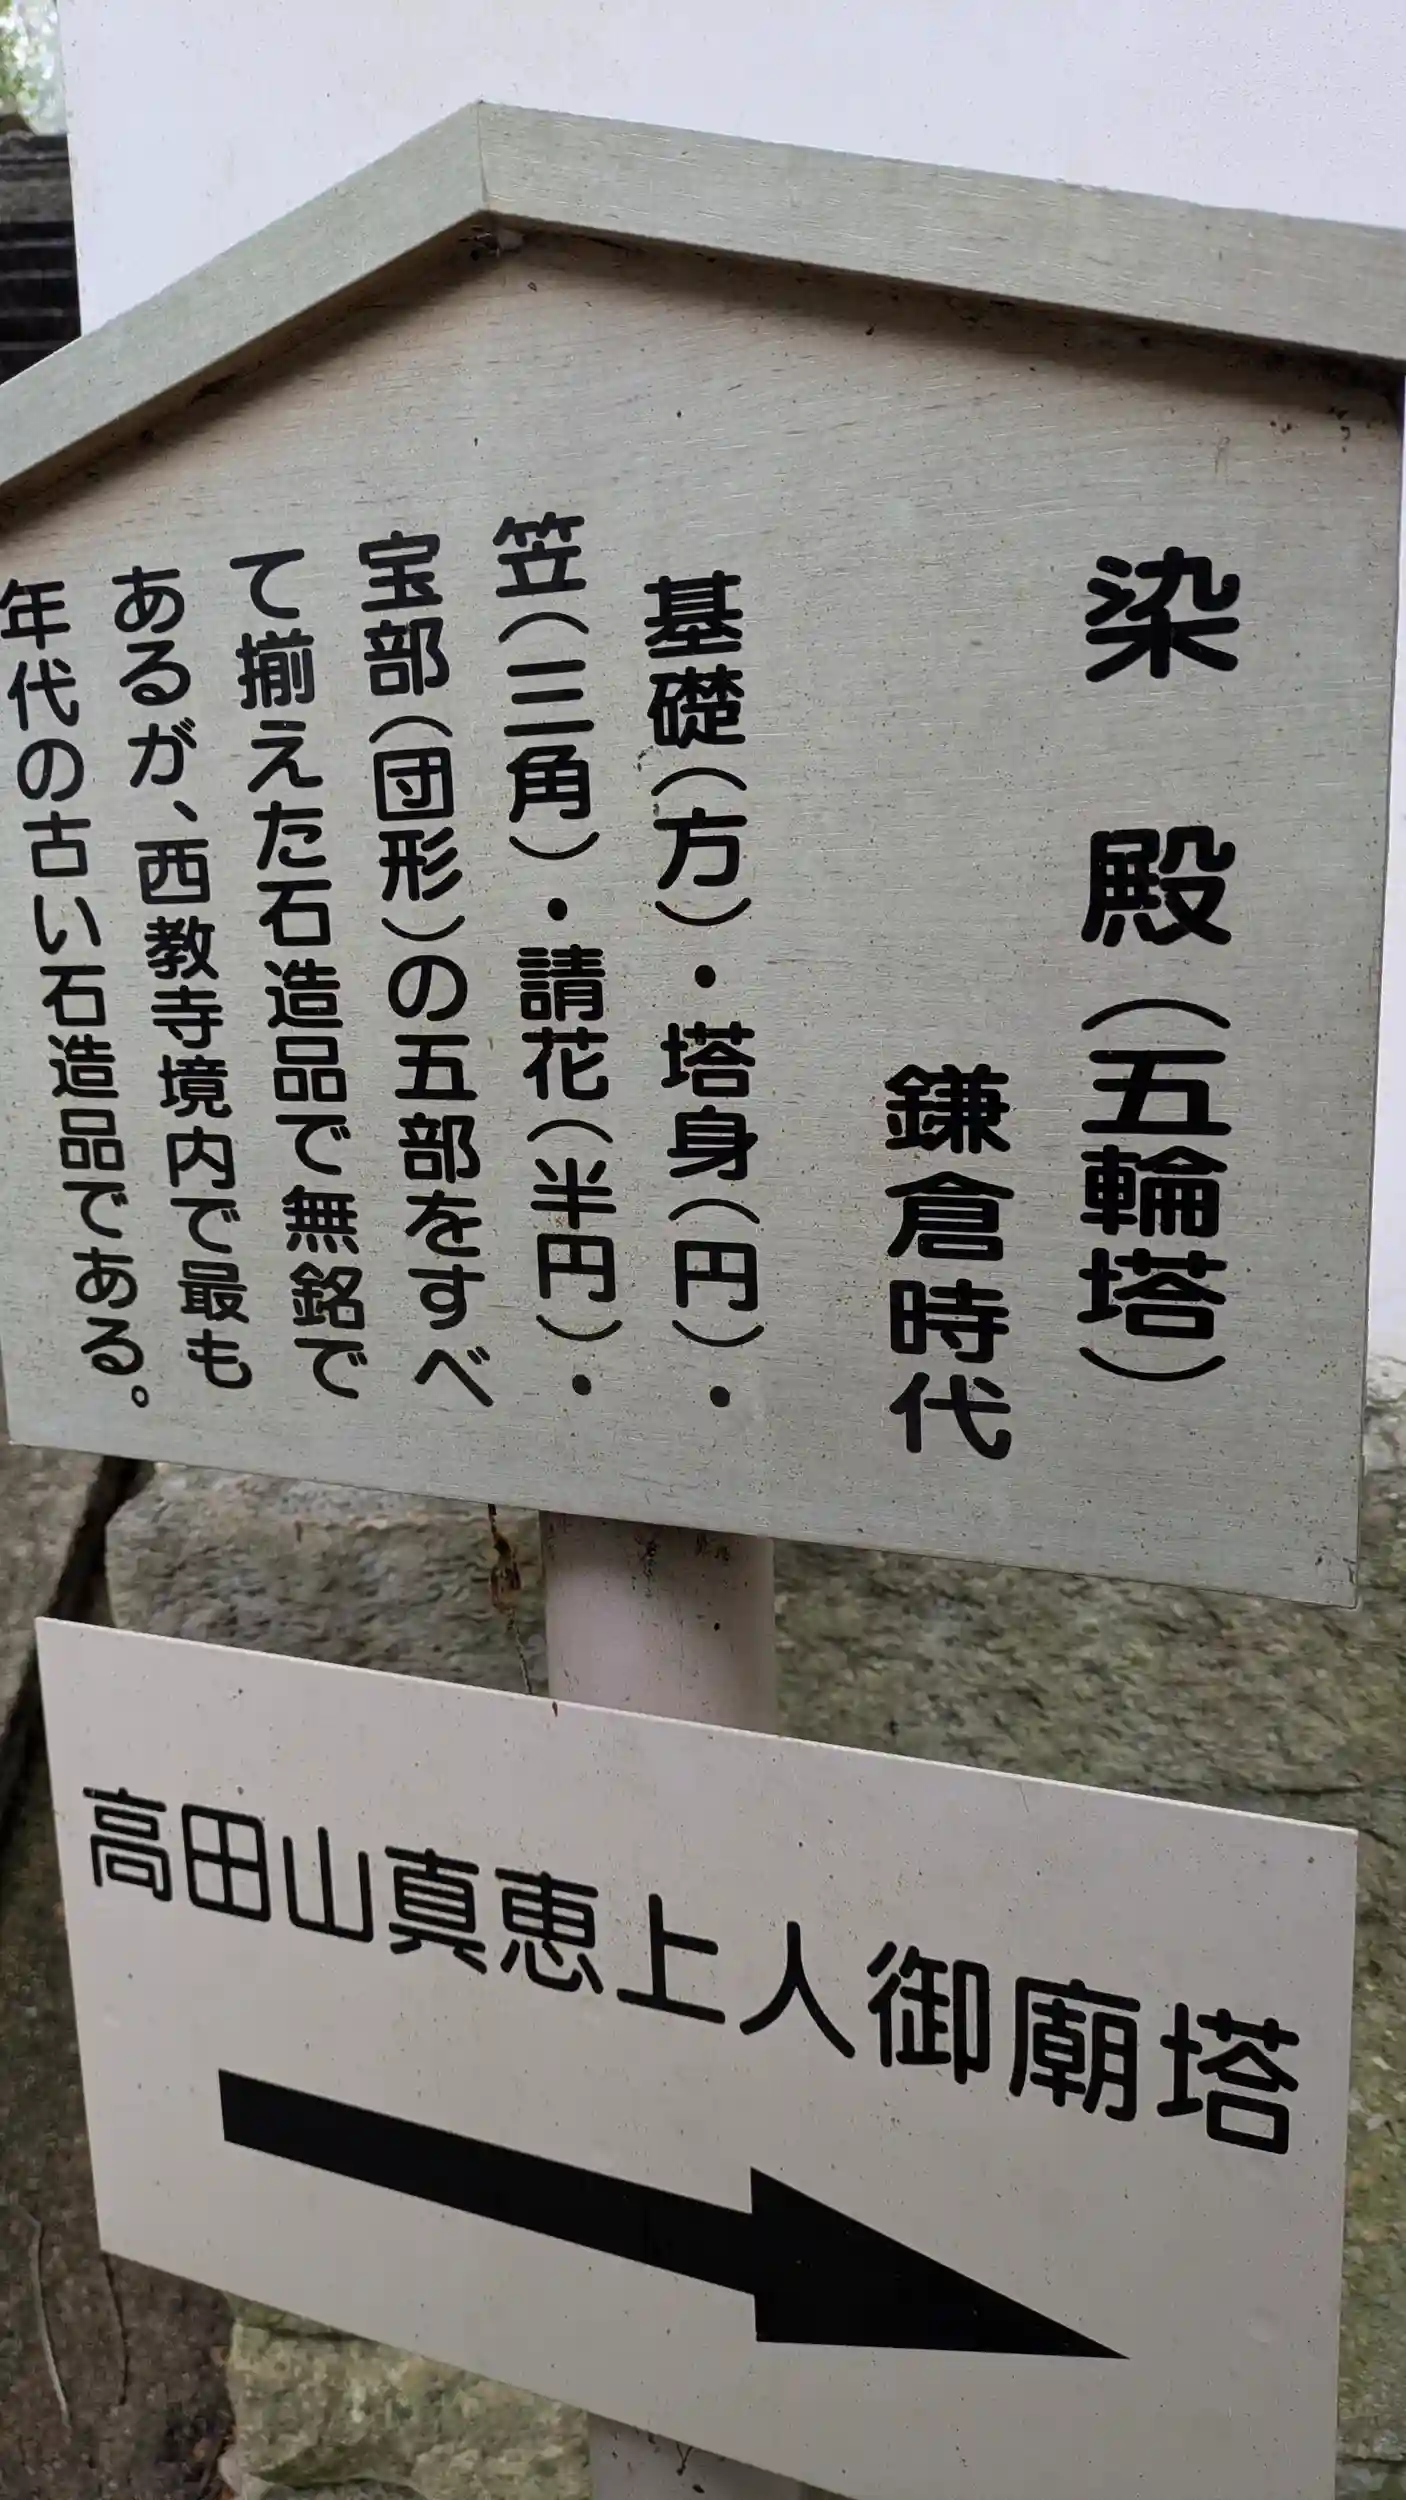 染殿（五輪塔）
鎌倉時代
基礎（方）・塔身（円）・
笠（三角）・請花（半円）・
宝部（団形）の五部をすべ
て揃えた石造品で無銘で
あるが、西教寺境内で最も
年代の古い石造品である。
高田山真恵上人御廟塔